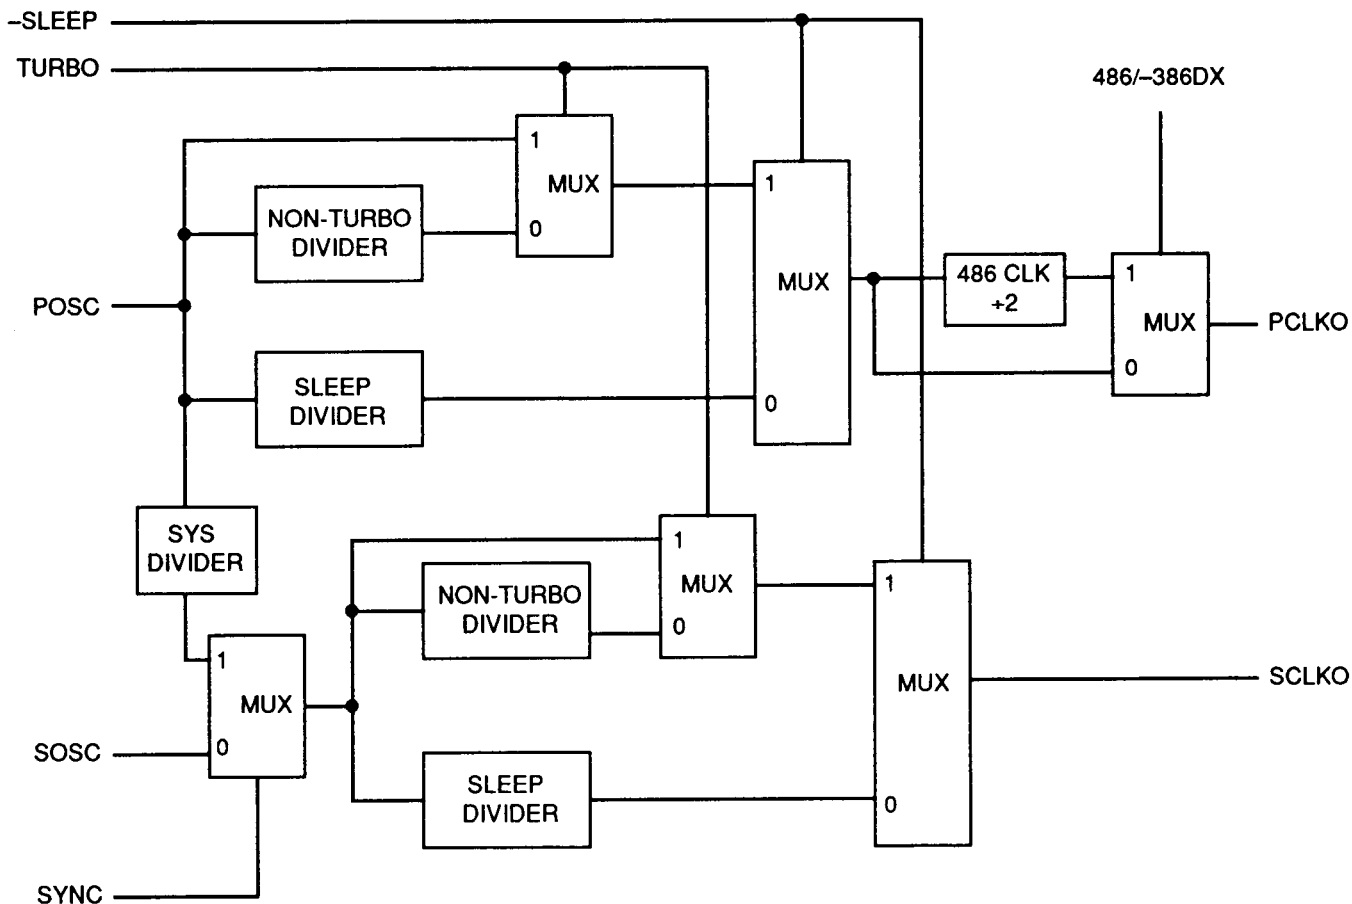 –SLEEP
TURBO
486/–386DX
1
MUX
0
NON-TURBO
DIVIDER
1
MUX
0
486 CLK
÷2
1
MUX
0
PCLKO
POSC
SLEEP
DIVIDER
SYS
DIVIDER
1
MUX
0
NON-TURBO
DIVIDER
1
MUX
0
SCLKO
1
MUX
0
SOSC
SLEEP
DIVIDER
SYNC